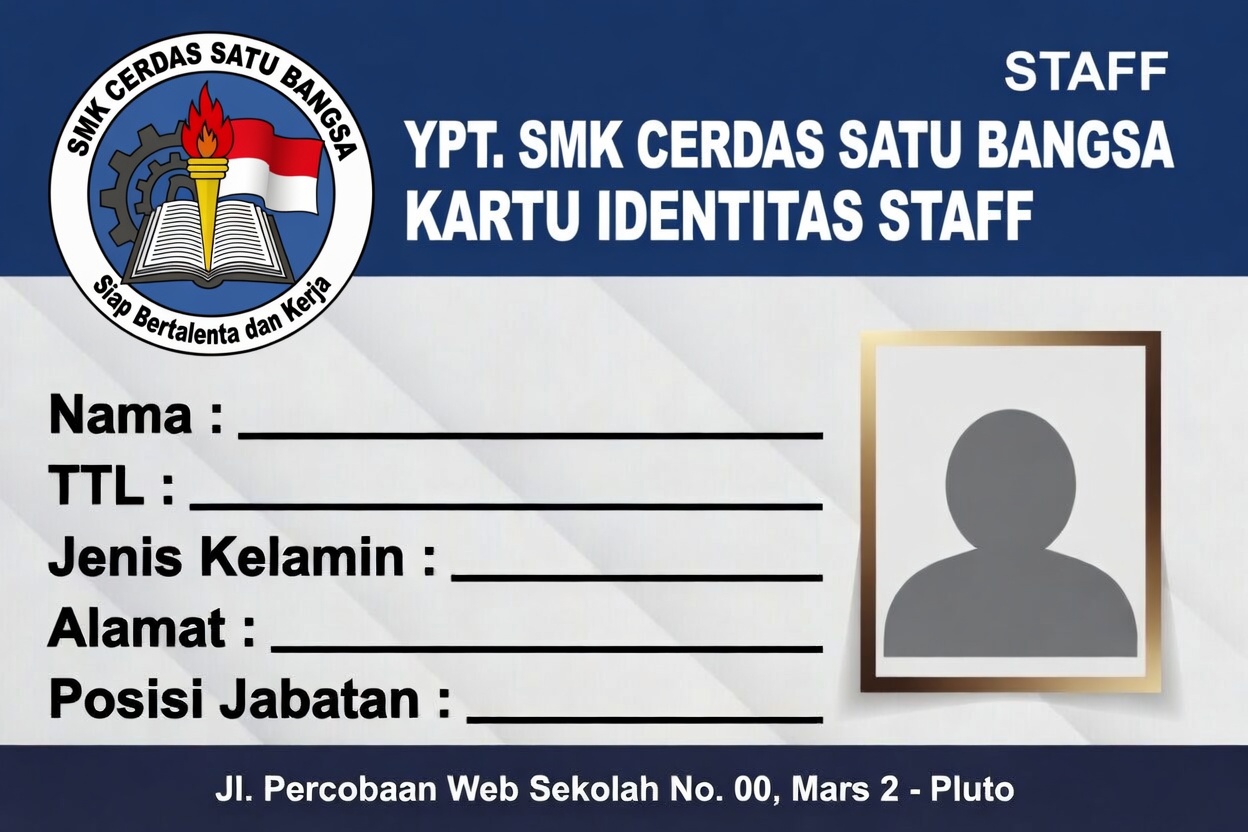 SMK CERDAS SATU BANGSA
Siap Bertalenta dan Kerja
STAFF
YPT. SMK CERDAS SATU BANGSA
KARTU IDENTITAS STAFF
Nama :
TTL :
Jenis Kelamin :
Alamat :
Posisi Jabatan :
Jl. Percobaan Web Sekolah No. 00, Mars 2 - Pluto